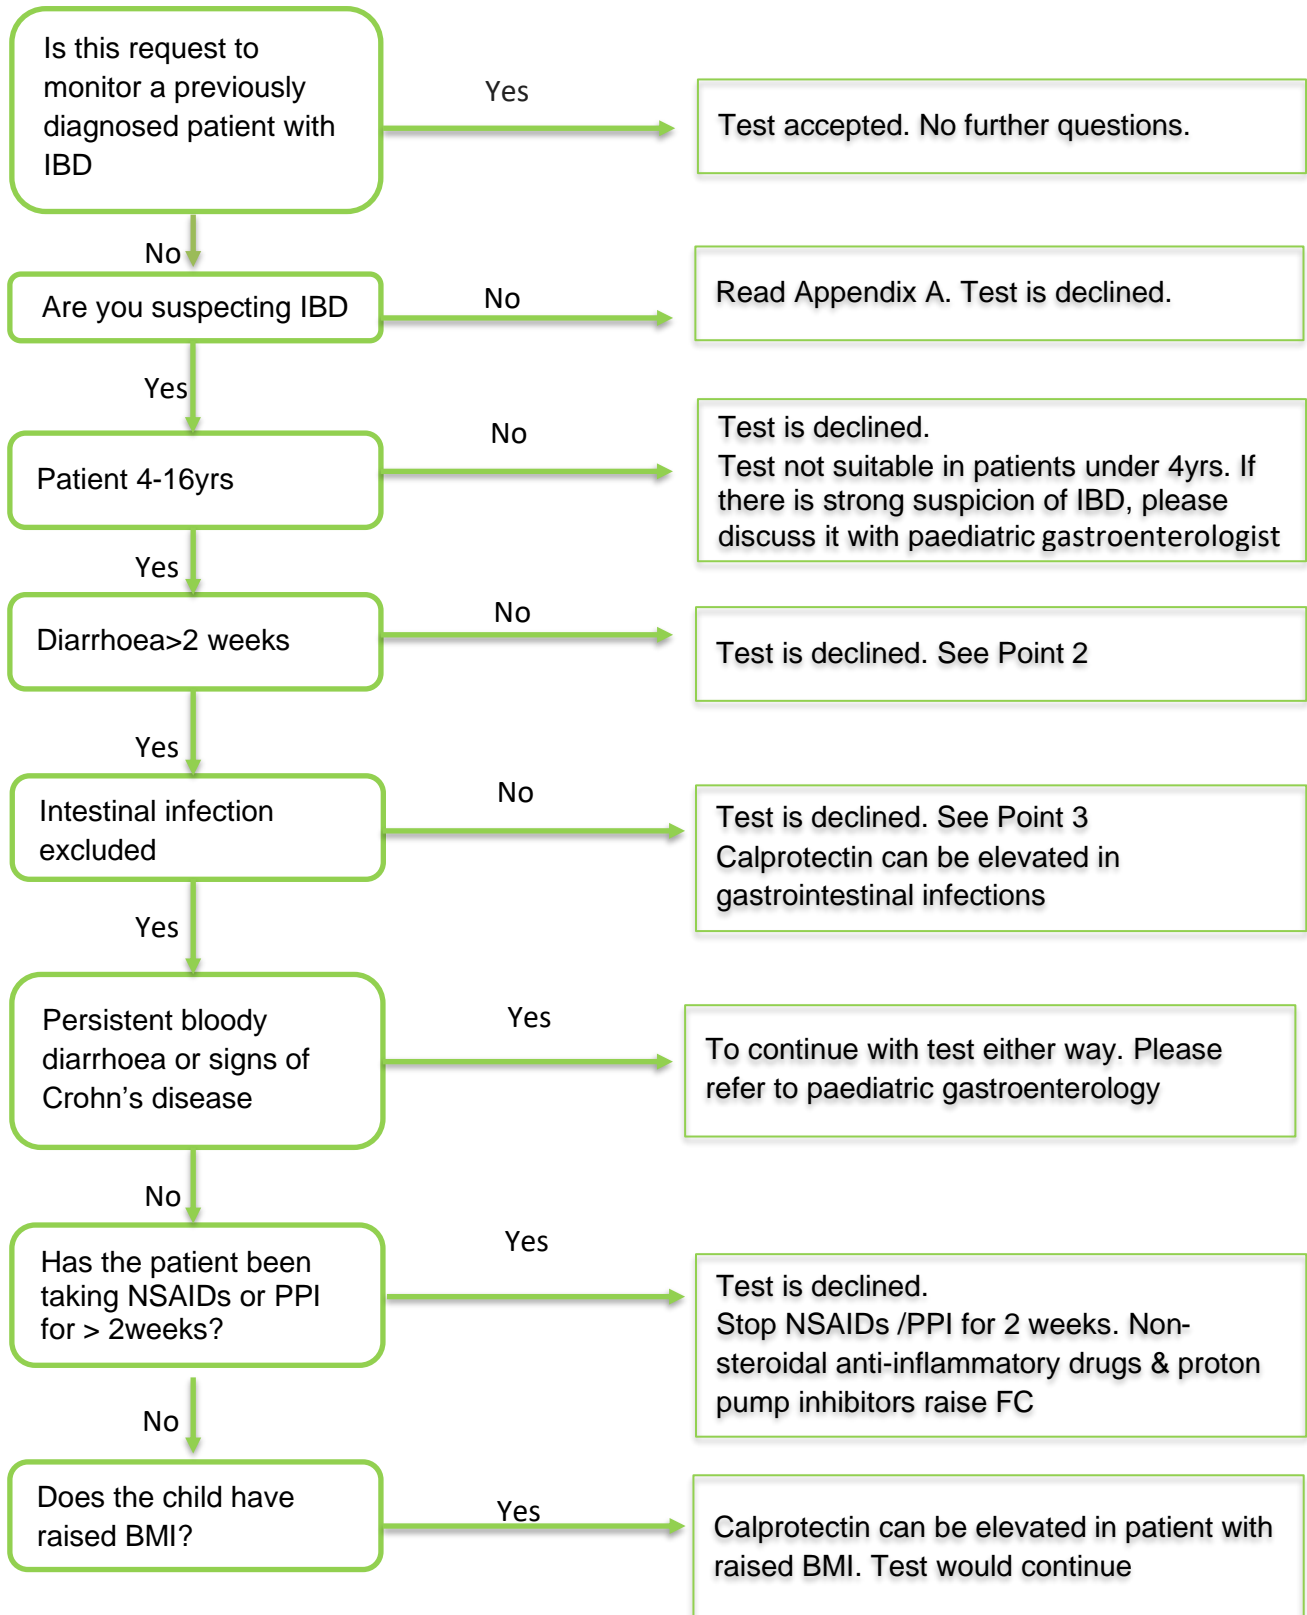 Is this request to
monitor a previously
diagnosed patient with
IBD
Yes
Test accepted. No further questions.
No
Are you suspecting IBD
No
Read Appendix A. Test is declined.
Yes
Patient 4-16yrs
No
Test is declined.
Test not suitable in patients under 4yrs. If
there is strong suspicion of IBD, please
discuss it with paediatric gastroenterologist
Yes
Diarrhoea>2 weeks
No
Test is declined. See Point 2
Yes
Intestinal infection
excluded
No
Test is declined. See Point 3
Calprotectin can be elevated in
gastrointestinal infections
Yes
Persistent bloody
diarrhoea or signs of
Crohn’s disease
Yes
To continue with test either way. Please
refer to paediatric gastroenterology
No
Has the patient been
taking NSAIDs or PPI
for > 2weeks?
Yes
Test is declined.
Stop NSAIDs /PPI for 2 weeks. Non-
steroidal anti-inflammatory drugs & proton
pump inhibitors raise FC
No
Does the child have
raised BMI?
Yes
Calprotectin can be elevated in patient with
raised BMI. Test would continue